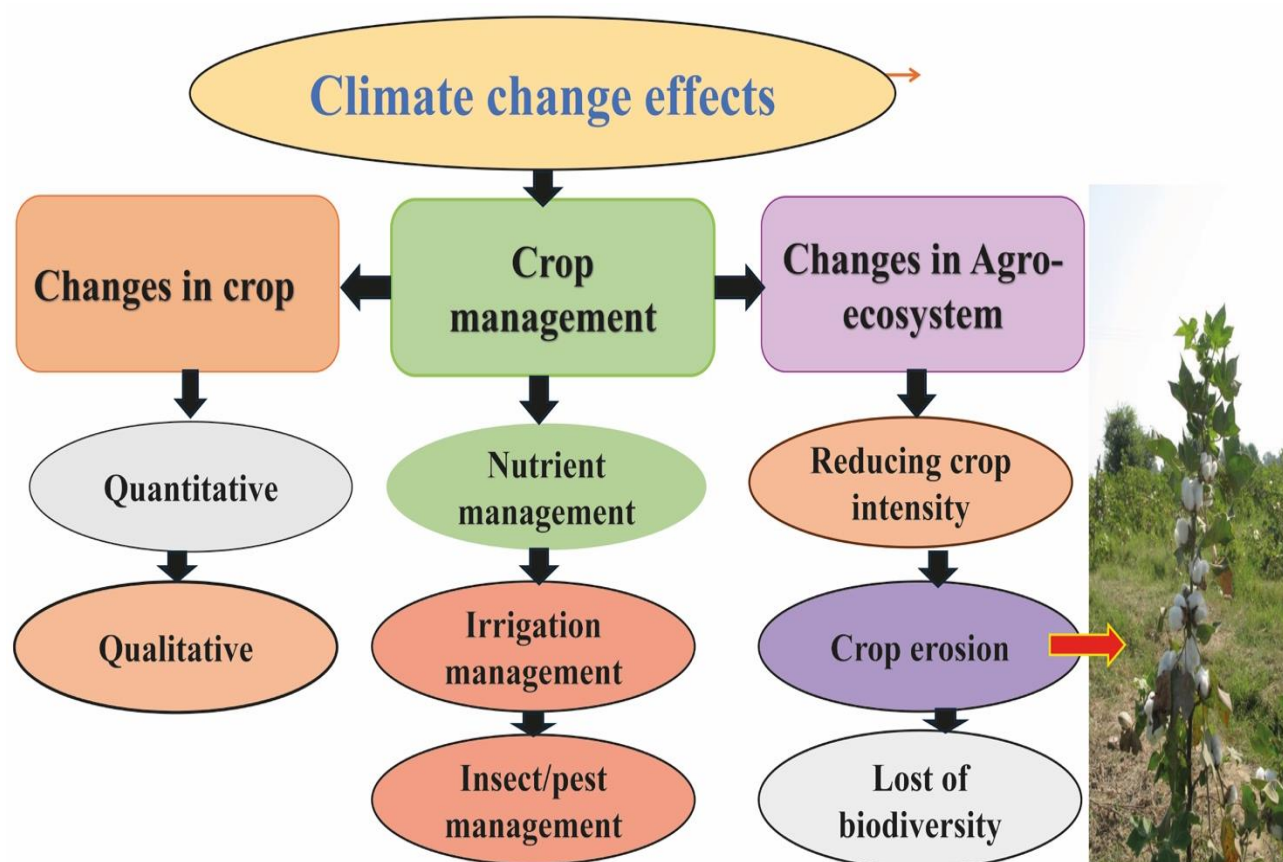 Climate change effects
Changes in crop
Crop
management
Changes in Agro-
ecosystem
Quantitative
Qualitative
Nutrient
management
Irrigation
management
Insect/pest
management
Reducing crop
intensity
Crop erosion
Lost of
biodiversity